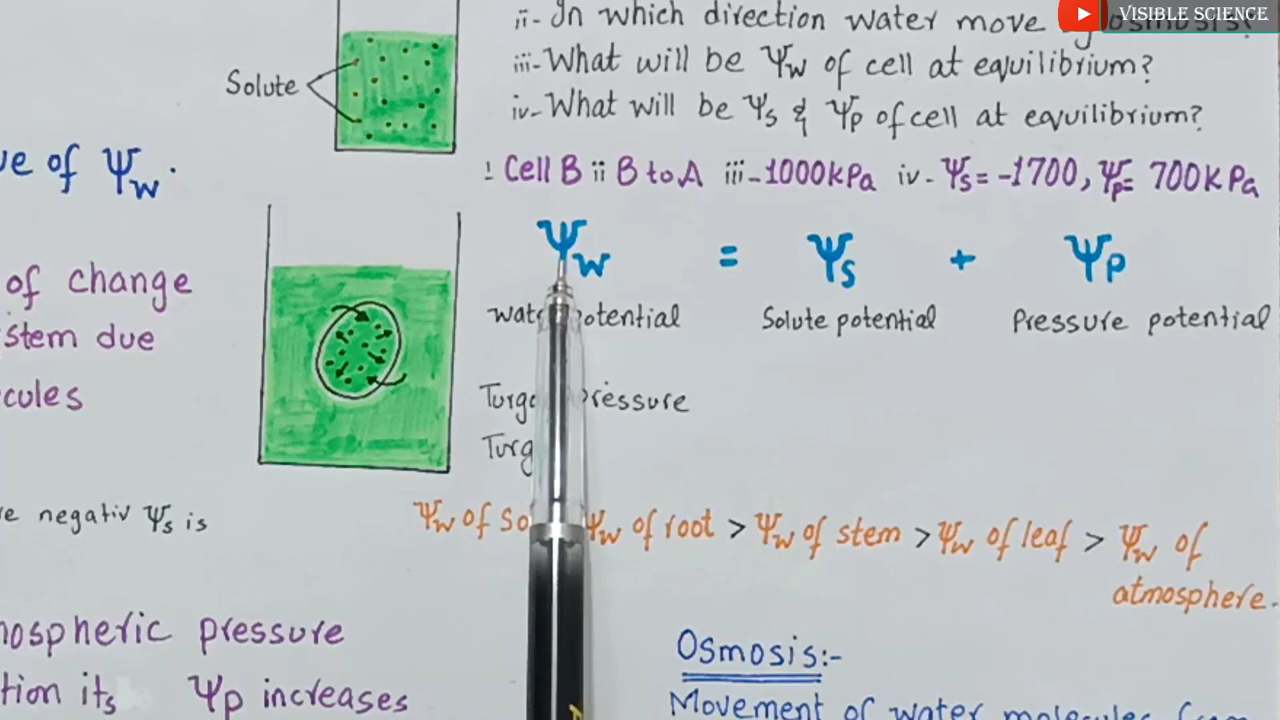 ii- In which direction water move by osmosis?
VISIBLE SCIENCE
iii- What will be Ψw of cell at equilibrium?
Solute
iv- What will be Ψs & Ψp of cell at equilibrium?
ue of Ψw.
Cell B ii B to A iii- -1000kPa iv- Ψs= -1700, Ψp= 700KPa
Ψw = Ψs + Ψp
of change
water potential Solute potential Pressure potential
stem due
cules
pressure
Turg
e negativ Ψs is
Ψw of Ψw of root > Ψw of stem > Ψw of leaf > Ψw of
atmosphere.
mospheric pressure
Osmosis:-
tion its Ψp increases
Movement of water molecules from